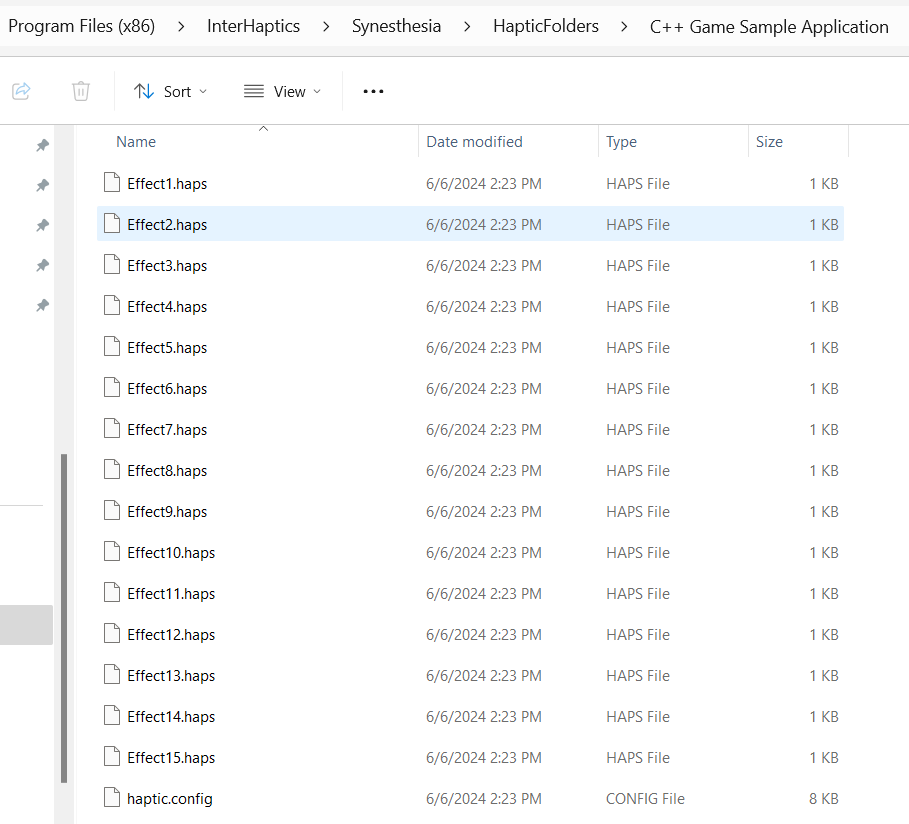 Program Files (x86) > InterHaptics > Synesthesia > HapticFolders > C++ Game Sample Application
Sort View
Name Date modified Type Size
Effect1.haps 6/6/2024 2:23 PM HAPS File 1 KB
Effect2.haps 6/6/2024 2:23 PM HAPS File 1 KB
Effect3.haps 6/6/2024 2:23 PM HAPS File 1 KB
Effect4.haps 6/6/2024 2:23 PM HAPS File 1 KB
Effect5.haps 6/6/2024 2:23 PM HAPS File 1 KB
Effect6.haps 6/6/2024 2:23 PM HAPS File 1 KB
Effect7.haps 6/6/2024 2:23 PM HAPS File 1 KB
Effect8.haps 6/6/2024 2:23 PM HAPS File 1 KB
Effect9.haps 6/6/2024 2:23 PM HAPS File 1 KB
Effect10.haps 6/6/2024 2:23 PM HAPS File 1 KB
Effect11.haps 6/6/2024 2:23 PM HAPS File 1 KB
Effect12.haps 6/6/2024 2:23 PM HAPS File 1 KB
Effect13.haps 6/6/2024 2:23 PM HAPS File 1 KB
Effect14.haps 6/6/2024 2:23 PM HAPS File 1 KB
Effect15.haps 6/6/2024 2:23 PM HAPS File 1 KB
haptic.config 6/6/2024 2:23 PM CONFIG File 8 KB